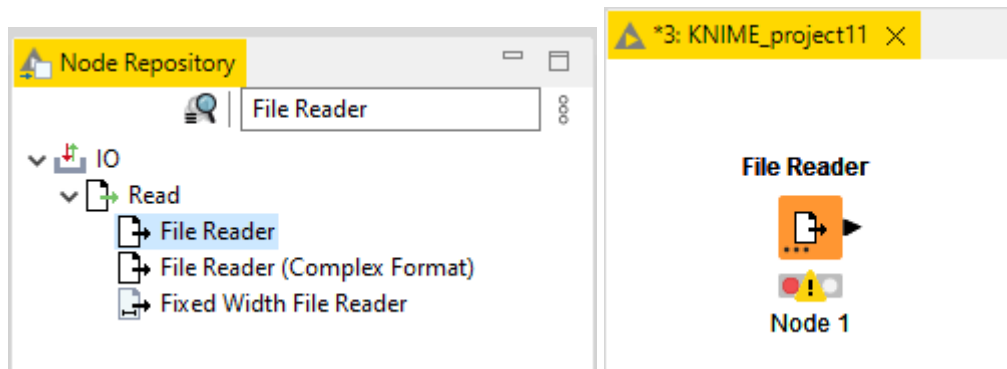 Node Repository
File Reader
IO
Read
File Reader
File Reader (Complex Format)
Fixed Width File Reader
*3: KNIME_project11
File Reader
Node 1